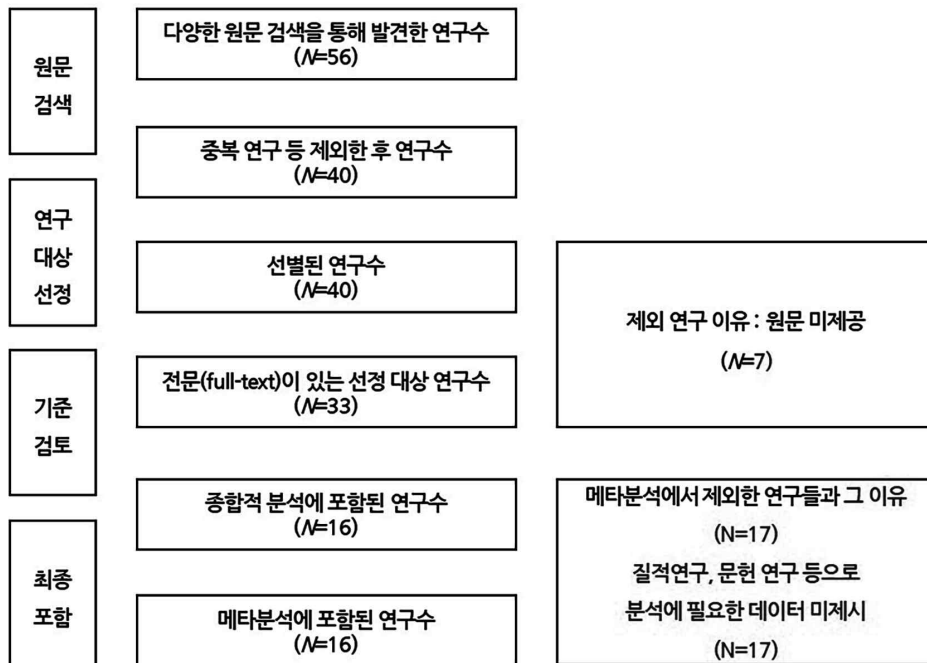 원문
검색
다양한 원문 검색을 통해 발견한 연구수
(N=56)
중복 연구 등 제외한 후 연구수
(N=40)
연구
대상
선정
선별된 연구수
(N=40)
제외 연구 이유 : 원문 미제공
(N=7)
기준
검토
전문(full-text)이 있는 선정 대상 연구수
(N=33)
종합적 분석에 포함된 연구수
(N=16)
메타분석에서 제외한 연구들과 그 이유
(N=17)
질적연구, 문헌 연구 등으로
분석에 필요한 데이터 미제시
(N=17)
최종
포함
메타분석에 포함된 연구수
(N=16)